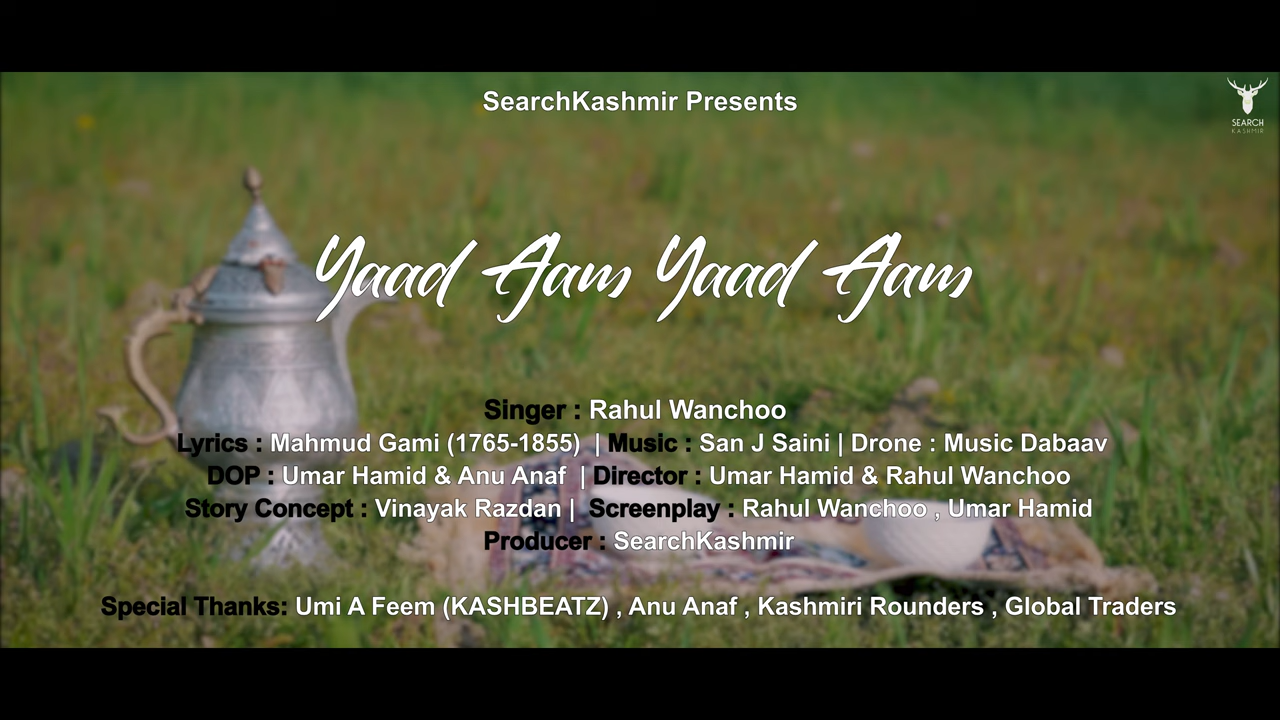 SearchKashmir Presents
SEARCH
KASHMIR
Yaad Aam Yaad Aam
Singer : Rahul Wanchoo
Lyrics : Mahmud Gami (1765-1855) | Music : San J Saini | Drone : Music Dabaav
DOP : Umar Hamid & Anu Anaf | Director : Umar Hamid & Rahul Wanchoo
Story Concept : Vinayak Razdan | Screenplay : Rahul Wanchoo , Umar Hamid
Producer : SearchKashmir
Special Thanks: Umi A Feem (KASHBEATZ) , Anu Anaf , Kashmiri Rounders , Global Traders